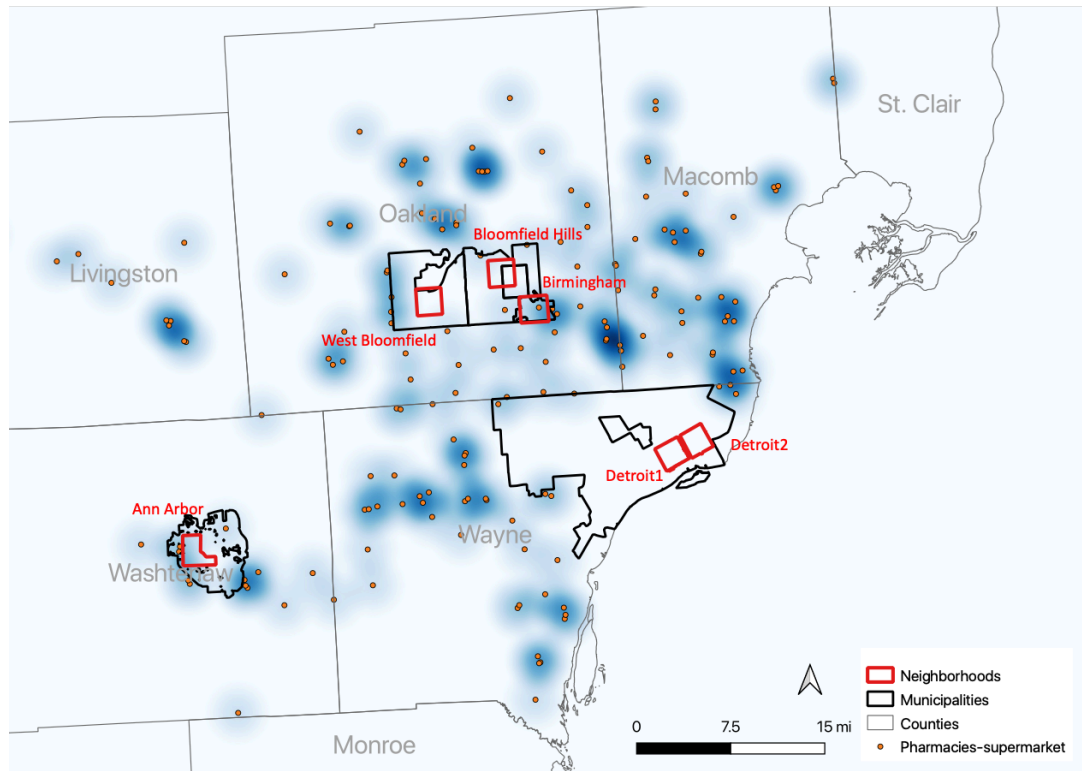 St. Clair
Macomb
Oakland
Bloomfield Hills
Livingston
Birmingham
West Bloomfield
Detroit2
Detroit1
Ann Arbor
Wayne
Washtenaw
Neighborhoods
Municipalities
0 7.5 15 mi
Counties
Monroe
Pharmacies-supermarket